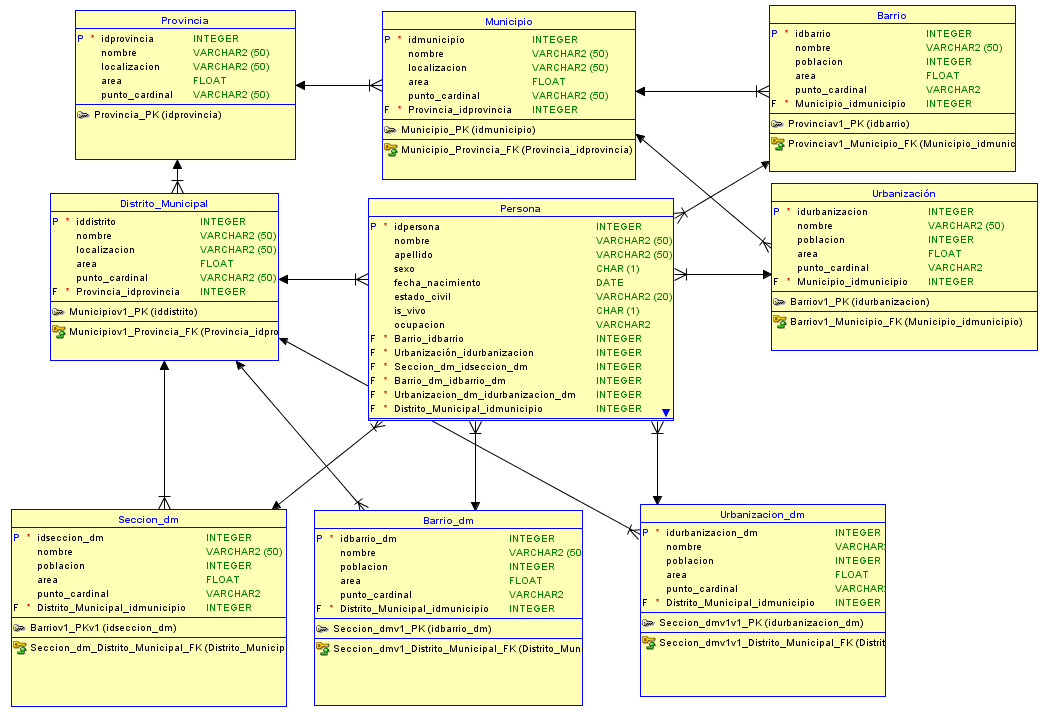 Provincia
P * idprovincia INTEGER
nombre VARCHAR2 (50)
localizacion VARCHAR2 (50)
area FLOAT
punto_cardinal VARCHAR2 (50)
Provincia_PK (idprovincia)
Municipio
P * idmunicipio INTEGER
nombre VARCHAR2 (50)
localizacion VARCHAR2 (50)
area FLOAT
punto_cardinal VARCHAR2 (50)
F * Provincia_idprovincia INTEGER
Municipio_PK (idmunicipio)
Municipio_Provincia_FK (Provincia_idprovincia)
Barrio
P * idbarrio INTEGER
nombre VARCHAR2 (50)
poblacion INTEGER
area FLOAT
punto_cardinal VARCHAR2
F * Municipio_idmunicipio INTEGER
Provinciav1_PK (idbarrio)
Provinciav1_Municipio_FK (Municipio_idmunic
Distrito_Municipal
P * iddistrito INTEGER
nombre VARCHAR2 (50)
localizacion VARCHAR2 (50)
area FLOAT
punto_cardinal VARCHAR2 (50)
F * Provincia_idprovincia INTEGER
Municipiov1_PK (iddistrito)
Municipiov1_Provincia_FK (Provincia_idpro
Persona
P * idpersona INTEGER
nombre VARCHAR2 (50)
apellido VARCHAR2 (50)
sexo CHAR (1)
fecha_nacimiento DATE
estado_civil VARCHAR2 (20)
is_vivo CHAR (1)
ocupacion VARCHAR2
F * Barrio_idbarrio INTEGER
F * Urbanización_idurbanizacion INTEGER
F * Seccion_dm_idseccion_dm INTEGER
F * Barrio_dm_idbarrio_dm INTEGER
F * Urbanizacion_dm_idurbanizacion_dm INTEGER
F * Distrito_Municipal_idmunicipio INTEGER
Urbanización
P * idurbanizacion INTEGER
nombre VARCHAR2 (50)
poblacion INTEGER
area FLOAT
punto_cardinal VARCHAR2
F * Municipio_idmunicipio INTEGER
Barriov1_PK (idurbanizacion)
Barriov1_Municipio_FK (Municipio_idmunicipio)
Seccion_dm
P * idseccion_dm INTEGER
nombre VARCHAR2 (50)
poblacion INTEGER
area FLOAT
punto_cardinal VARCHAR2
F * Distrito_Municipal_idmunicipio INTEGER
Barriov1_PKv1 (idseccion_dm)
Seccion_dm_Distrito_Municipal_FK (Distrito_Municip
Barrio_dm
P * idbarrio_dm INTEGER
nombre VARCHAR2 (50
poblacion INTEGER
area FLOAT
punto_cardinal VARCHAR2
F * Distrito_Municipal_idmunicipio INTEGER
Seccion_dmv1_PK (idbarrio_dm)
Seccion_dmv1_Distrito_Municipal_FK (Distrito_Mun
Urbanizacion_dm
P * idurbanizacion_dm INTEGER
nombre VARCHAR2
poblacion INTEGER
area FLOAT
punto_cardinal VARCHAR2
F * Distrito_Municipal_idmunicipio INTEGER
Seccion_dmv1v1_PK (idurbanizacion_dm)
Seccion_dmv1v1_Distrito_Municipal_FK (Distrit